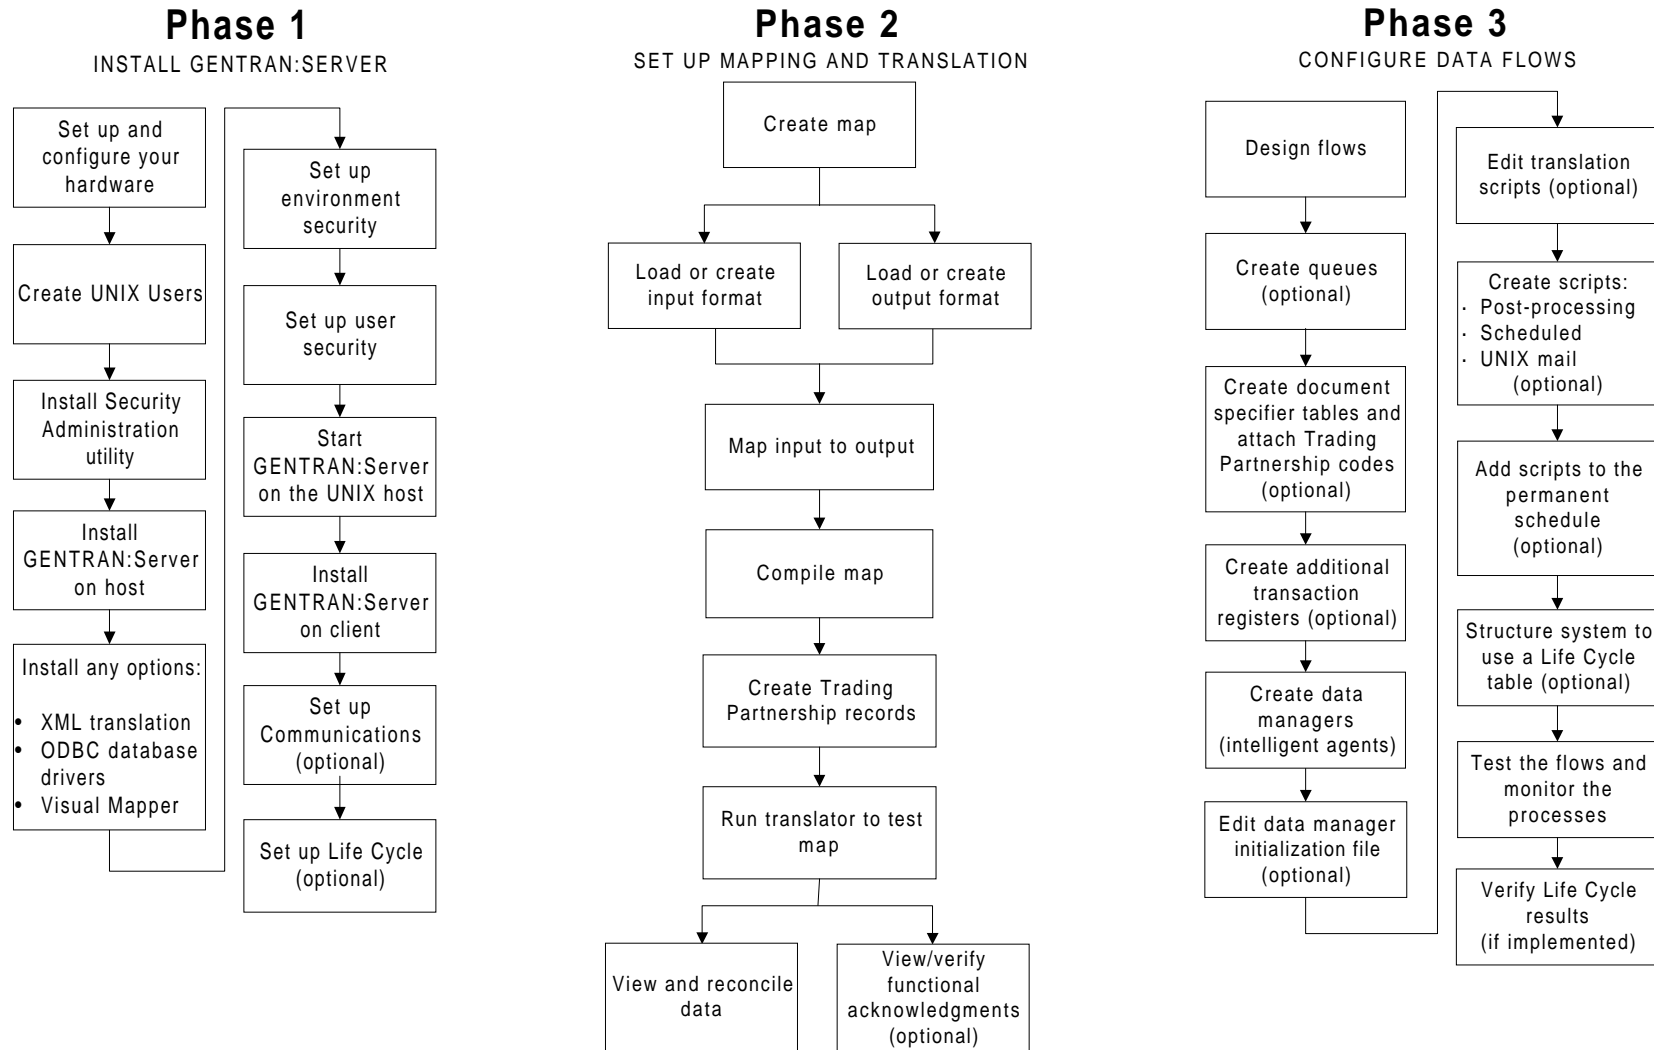 Phase 1
INSTALL GENTRAN:SERVER
Set up and
configure your
hardware
Create UNIX Users
Install Security
Administration
utility
Install
GENTRAN:Server
on host
Install any options:
• XML translation
• ODBC database
drivers
• Visual Mapper
Set up
environment
security
Set up user
security
Start
GENTRAN:Server
on the UNIX host
Install
GENTRAN:Server
on client
Set up
Communications
(optional)
Set up Life Cycle
(optional)
Phase 2
SET UP MAPPING AND TRANSLATION
Create map
Load or create
input format
Load or create
output format
Map input to output
Compile map
Create Trading
Partnership records
Run translator to test
map
View and reconcile
data
View/verify
functional
acknowledgments
(optional)
Phase 3
CONFIGURE DATA FLOWS
Design flows
Create queues
(optional)
Create document
specifier tables and
attach Trading
Partnership codes
(optional)
Create additional
transaction
registers (optional)
Create data
managers
(intelligent agents)
Edit data manager
initialization file
(optional)
Edit translation
scripts (optional)
Create scripts:
· Post-processing
· Scheduled
· UNIX mail
(optional)
Add scripts to the
permanent
schedule
(optional)
Structure system to
use a Life Cycle
table (optional)
Test the flows and
monitor the
processes
Verify Life Cycle
results
(if implemented)